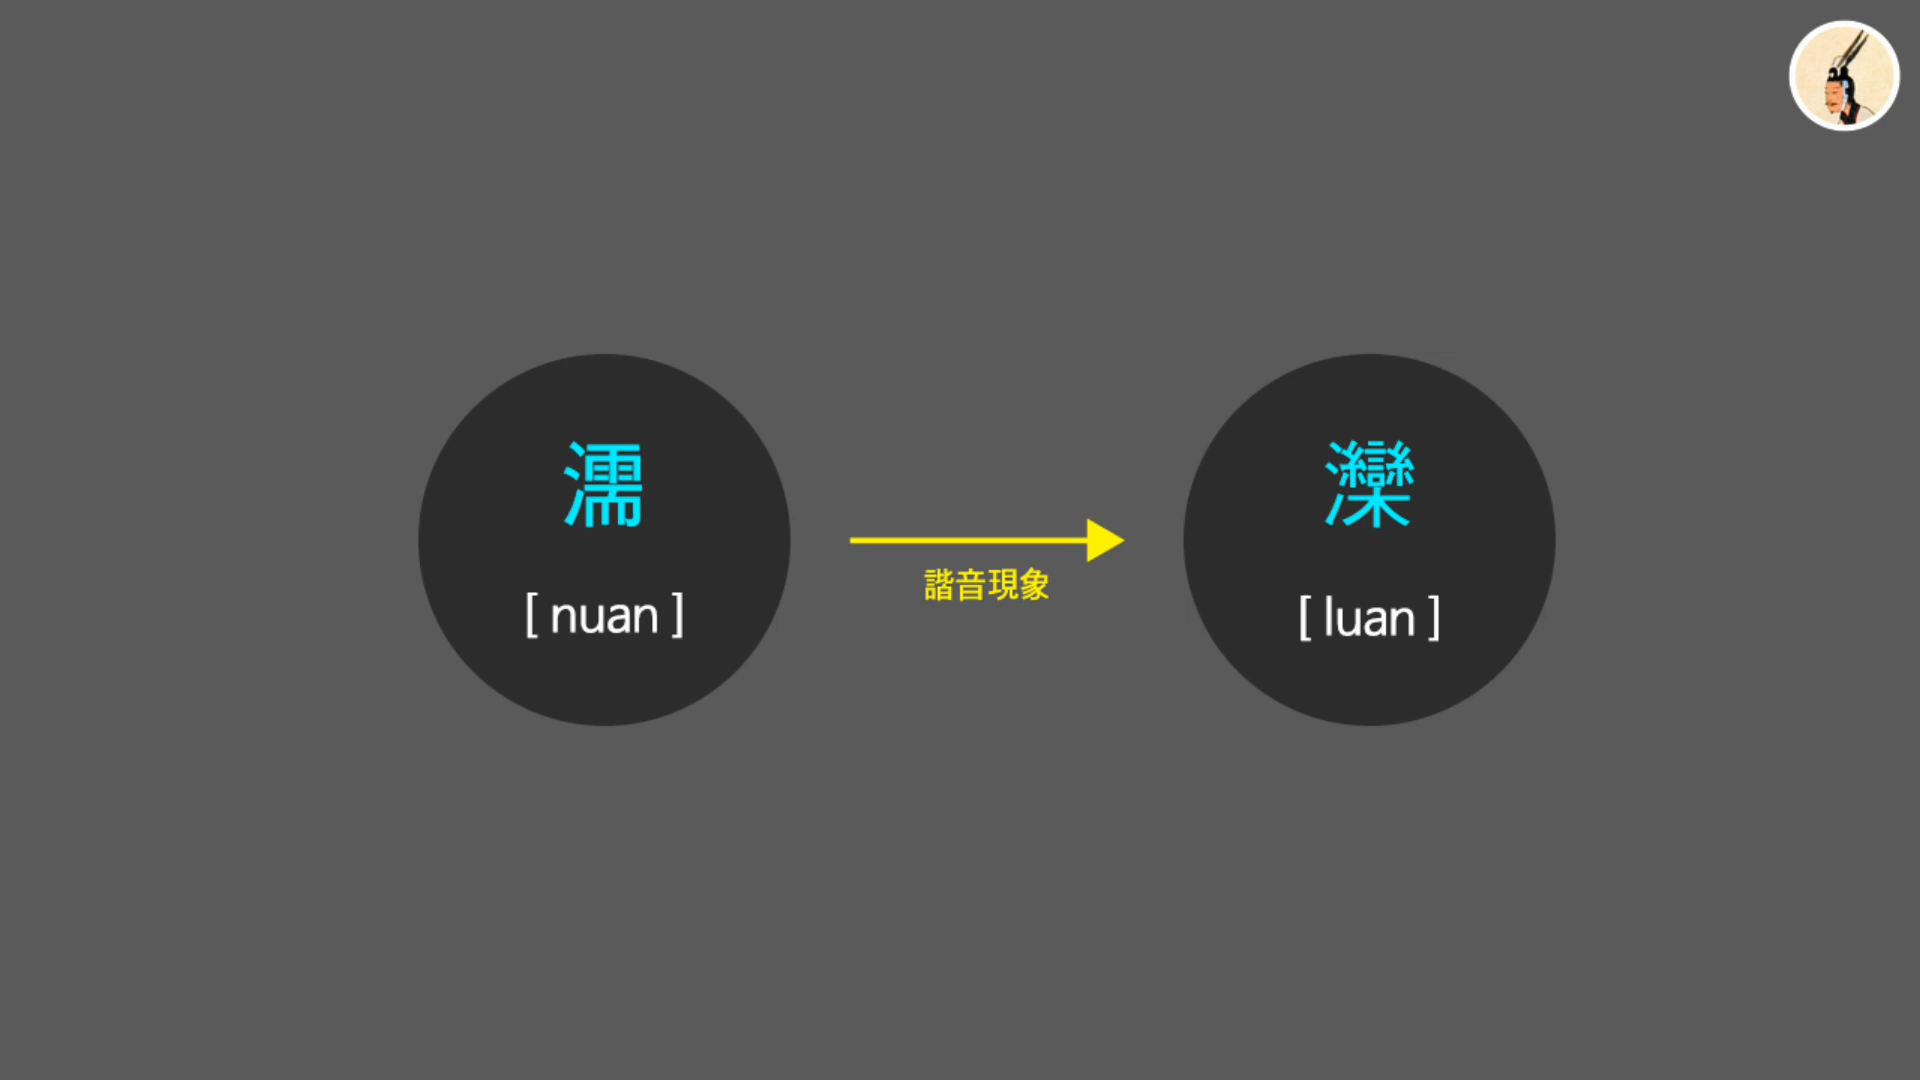 濡
[ nuan ]
諧音現象
灤
[ luan ]